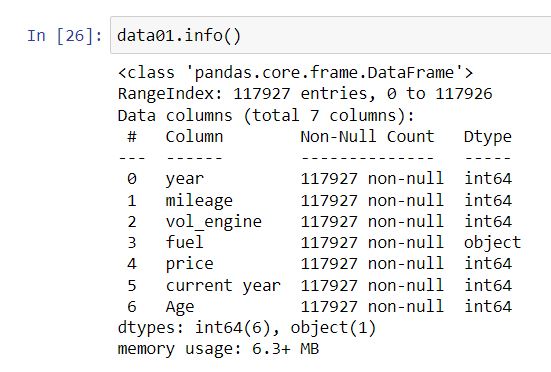 In [26]: data01.info()
<class 'pandas.core.frame.DataFrame'>
RangeIndex: 117927 entries, 0 to 117926
Data columns (total 7 columns):
 #   Column        Non-Null Count   Dtype
---  ------        --------------   -----
 0   year          117927 non-null  int64
 1   mileage       117927 non-null  int64
 2   vol_engine    117927 non-null  int64
 3   fuel          117927 non-null  object
 4   price         117927 non-null  int64
 5   current year  117927 non-null  int64
 6   Age           117927 non-null  int64
dtypes: int64(6), object(1)
memory usage: 6.3+ MB